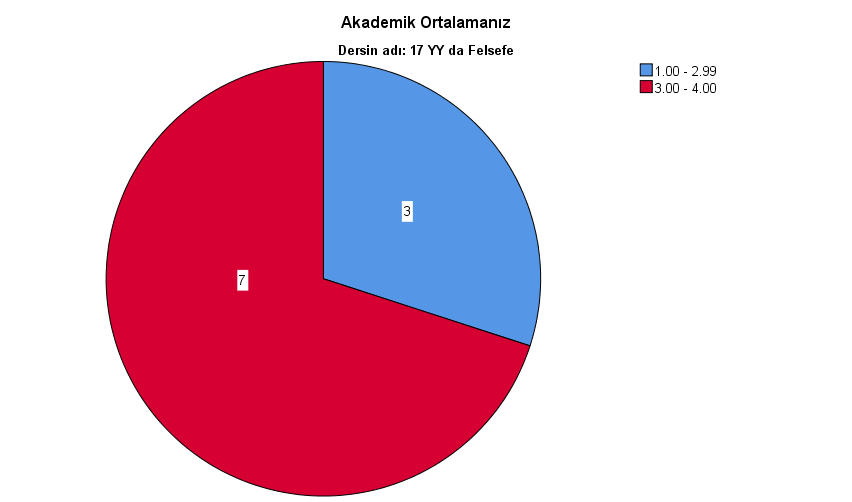 Akademik Ortalamanız
Dersin adı: 17 YY da Felsefe
1.00 - 2.99
3.00 - 4.00
3
7